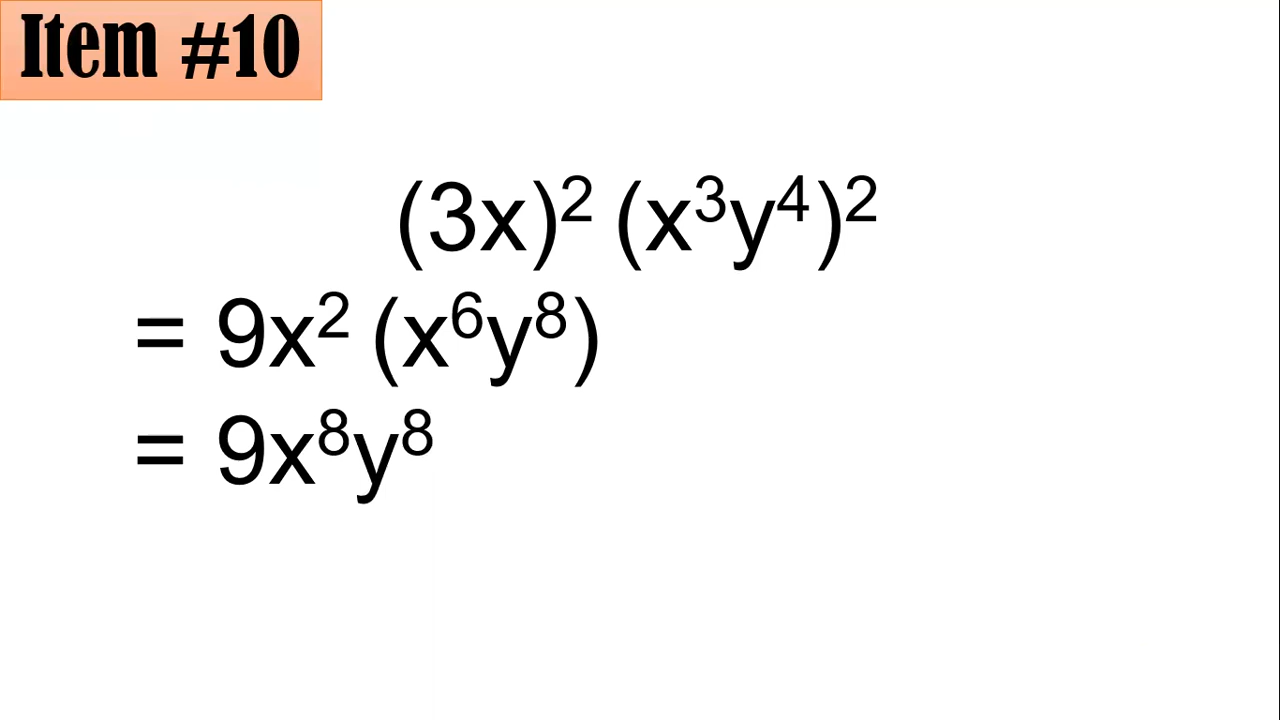 Item #10
(3x)² (x³y⁴)²
= 9x² (x⁶y⁸)
= 9x⁸y⁸